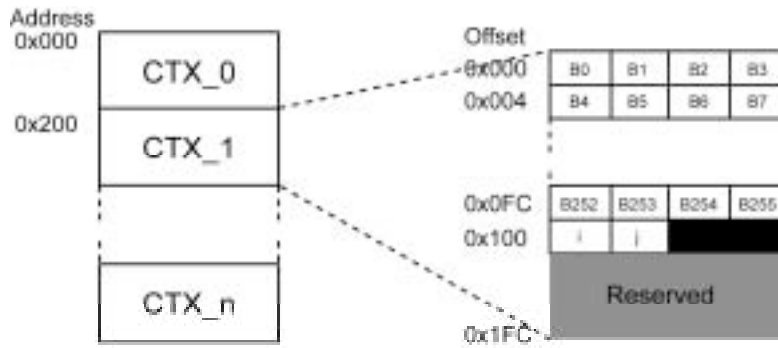 Address
0x000
CTX_0
0x200
CTX_1
CTX_n
Offset
0x000 B0 B1 B2 B3
0x004 B4 B5 B6 B7
0x0FC B252 B253 B254 B255
0x100 i j
Reserved
0x1FC